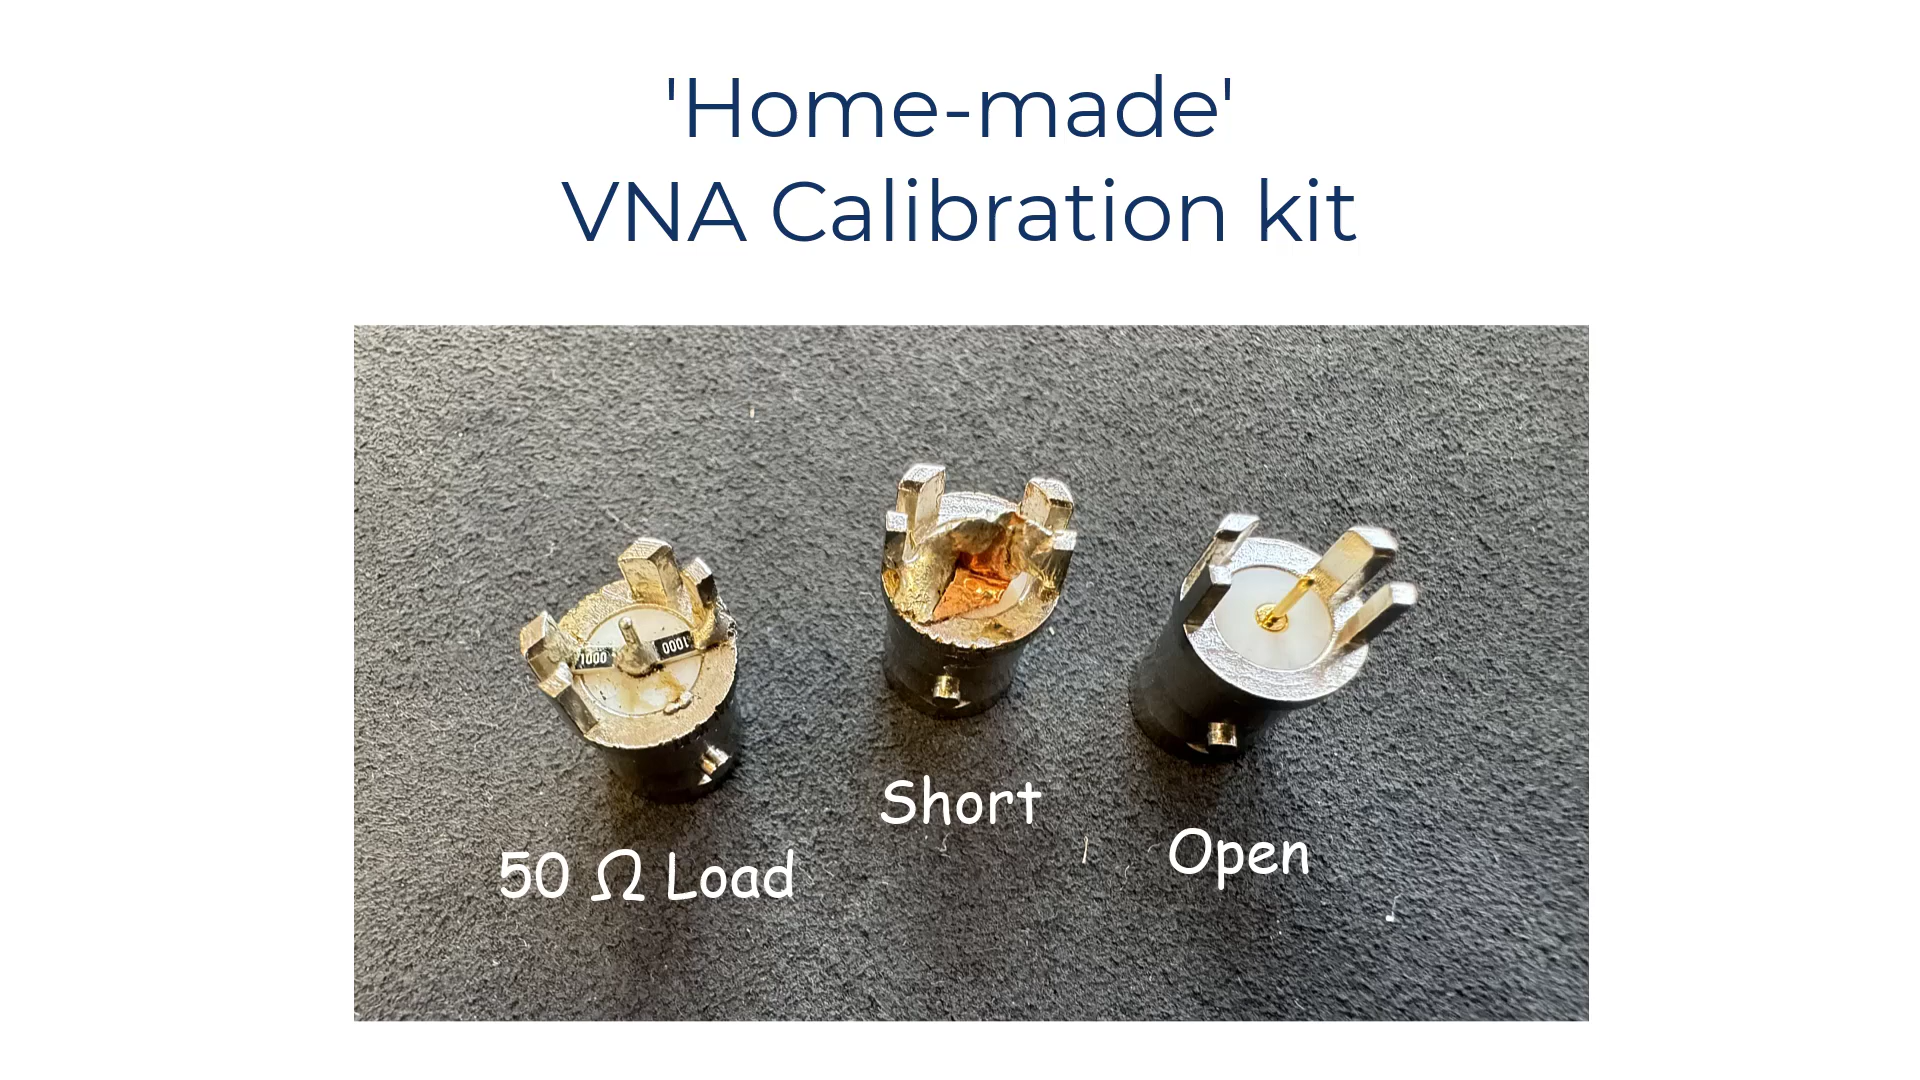 'Home-made'
VNA Calibration kit
1000
1000
Short
Open
50 Ω Load